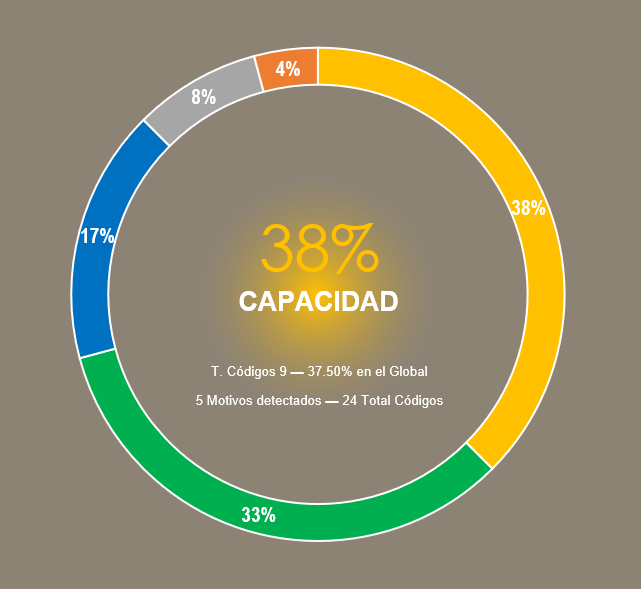 4%
8%
38%
17%
38%
CAPACIDAD
T. Códigos 9 — 37.50% en el Global
5 Motivos detectados — 24 Total Códigos
33%